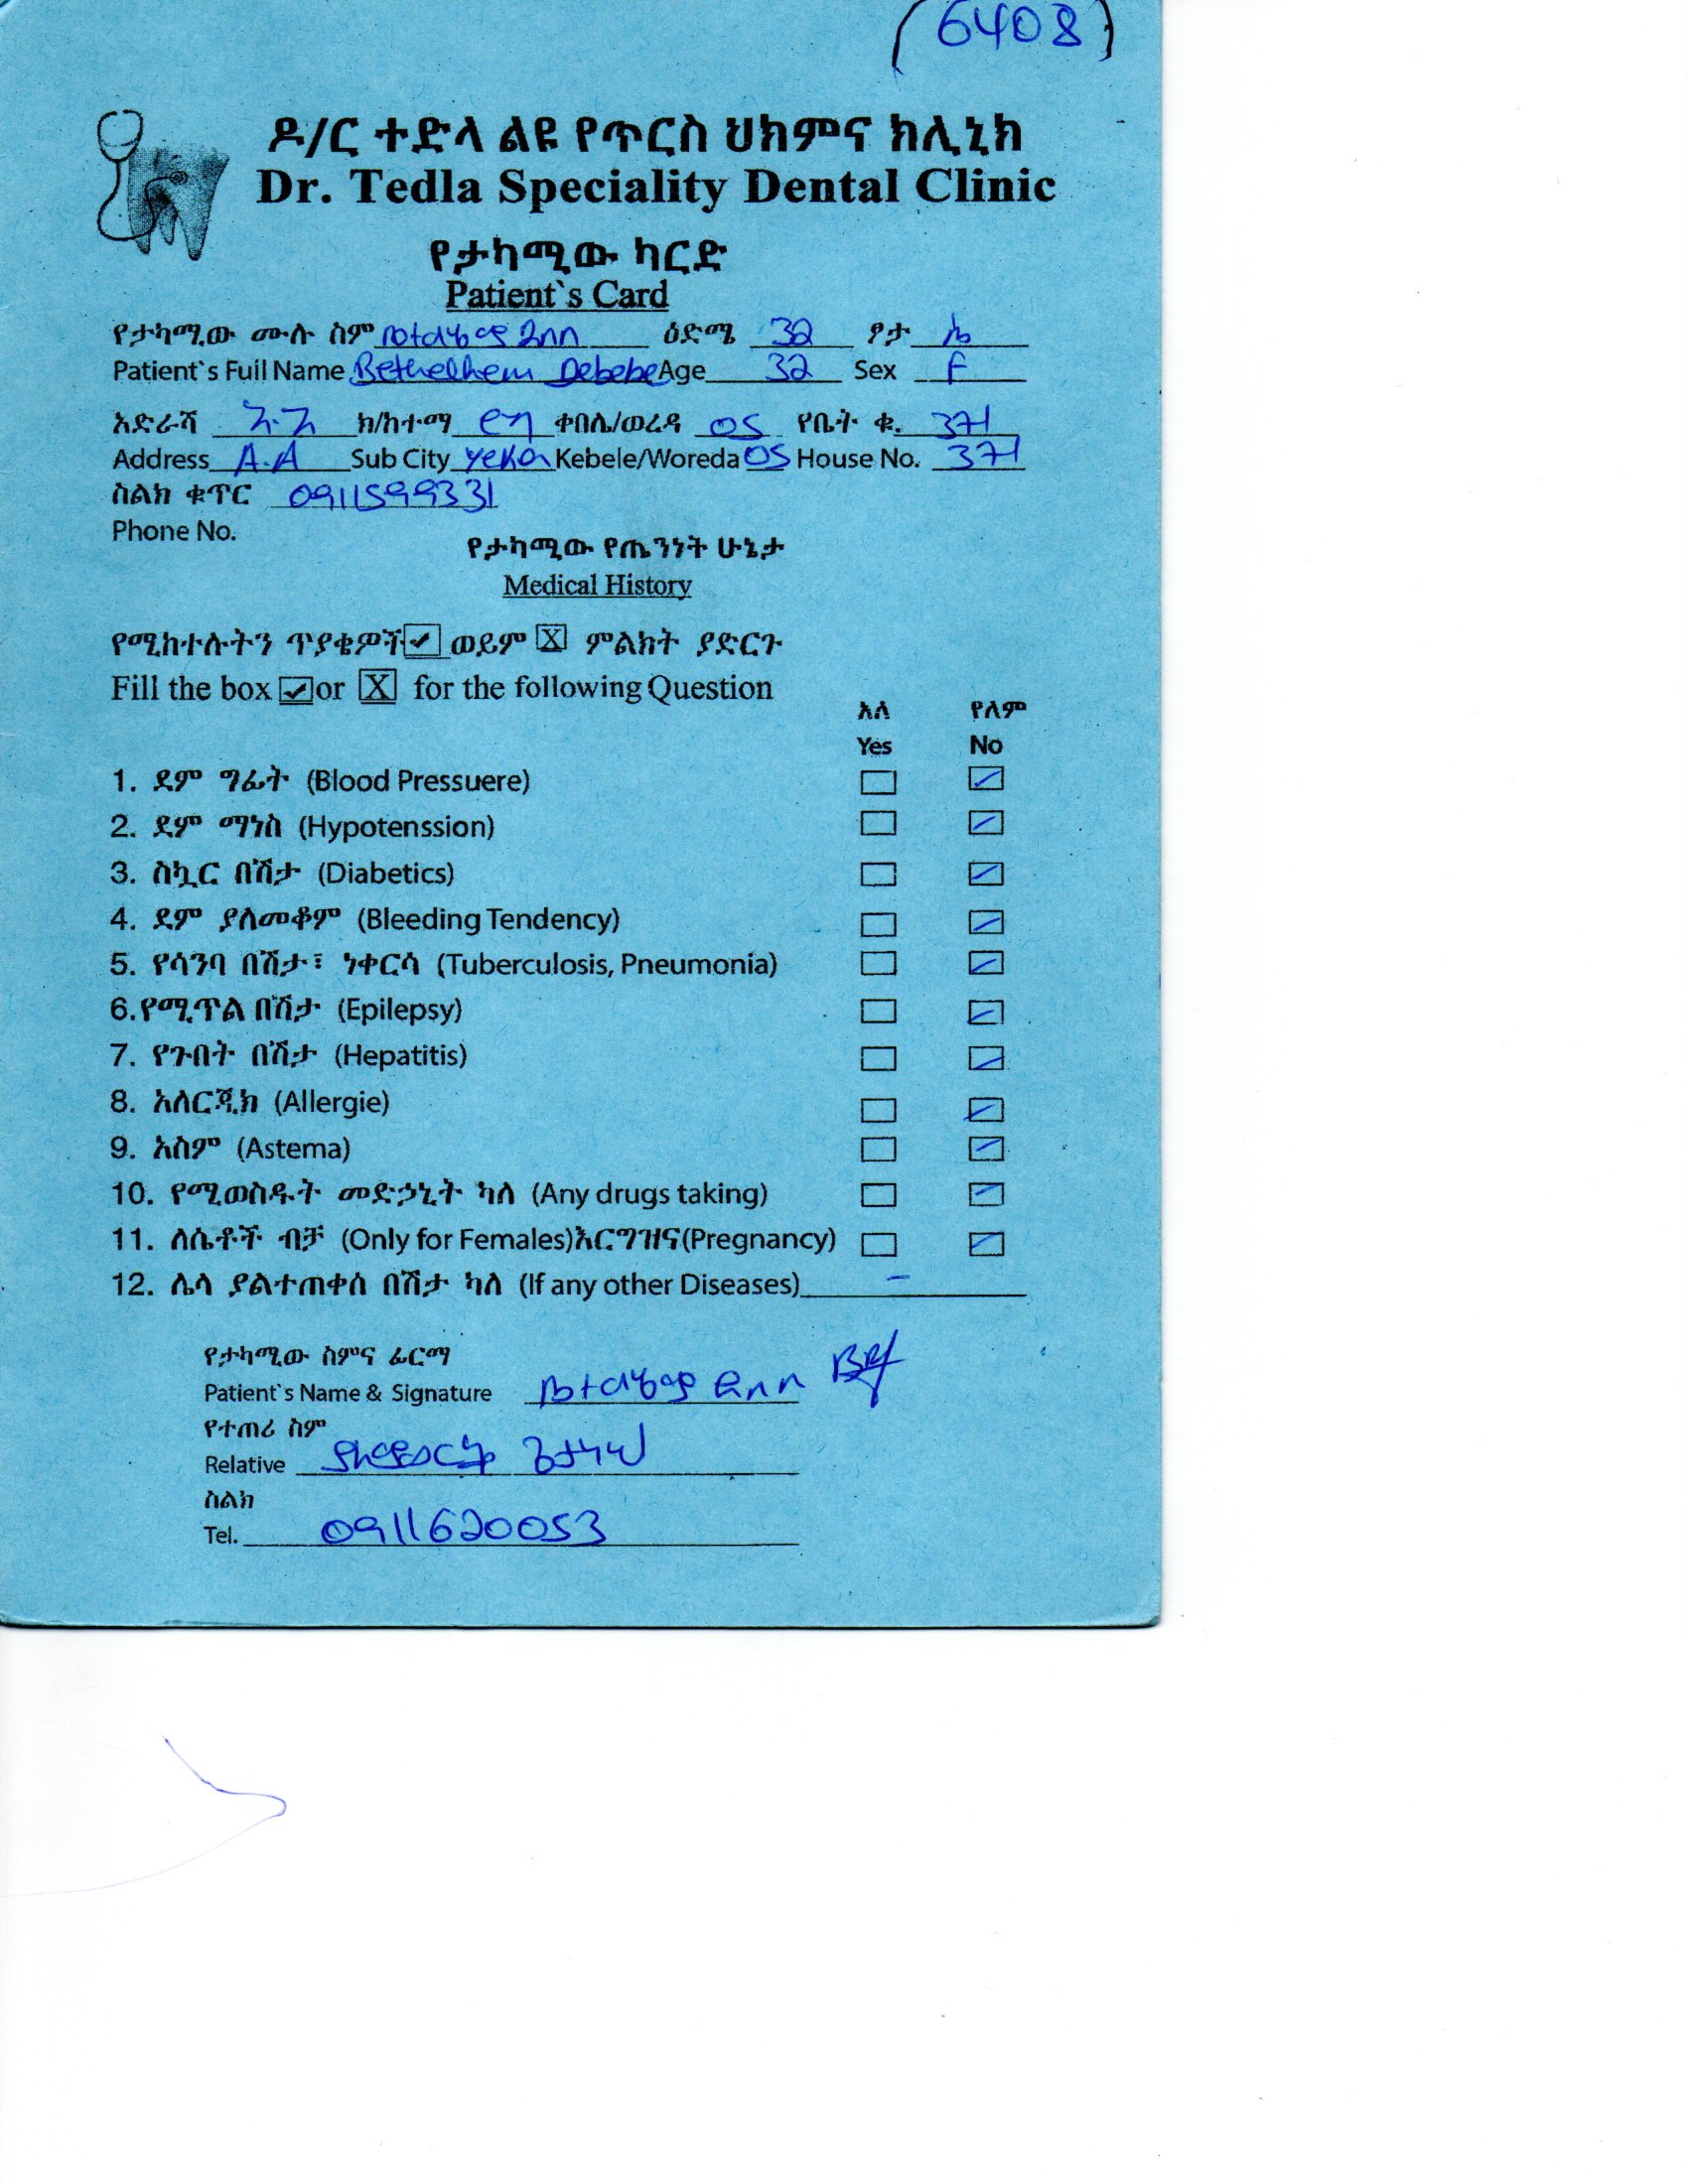 (6408)
ዶ/ር ተድላ ልዩ የጥርስ ህክምና ክሊኒክ
Dr. Tedla Speciality Dental Clinic
የታካሚው ካርድ
Patient`s Card
የታካሚው ሙሉ ስም ቤተልሄም ደበበ ዕድሜ 32 ፆታ ሴ
Patient`s Full Name Bethelhem Debebe Age 32 Sex F
አድራሻ አ.አ ክ/ከተማ የካ ቀበሌ/ወረዳ 05 የቤት ቁ. 371
Address A.A Sub City Yeka Kebele/Woreda 05 House No. 371
ስልክ ቁጥር 0911599331
Phone No.
የታካሚው የጤንነት ሁኔታ
Medical History
የሚከተሉትን ጥያቄዎች ✔ ወይም X ምልክት ያድርጉ
Fill the box ✔ or X for the following Question
አለ የለም
Yes No
1. ደም ግፊት (Blood Pressuere)
2. ደም ማነስ (Hypotenssion)
3. ስኳር በሽታ (Diabetics)
4. ደም ያለመቆም (Bleeding Tendency)
5. የሳንባ በሽታ፣ ነቀርሳ (Tuberculosis, Pneumonia)
6.የሚጥል በሽታ (Epilepsy)
7. የጉበት በሽታ (Hepatitis)
8. አለርጂክ (Allergie)
9. አስም (Astema)
10. የሚወስዱት መድኃኒት ካለ (Any drugs taking)
11. ለሴቶች ብቻ (Only for Females)እርግዝና(Pregnancy)
12. ሌላ ያልተጠቀሰ በሽታ ካለ (If any other Diseases) -
የታካሚው ስምና ፊርማ
Patient`s Name & Signature ቤተልሄም ደበበ
የተጠሪ ስም
Relative
ስልክ
Tel. 0911620053